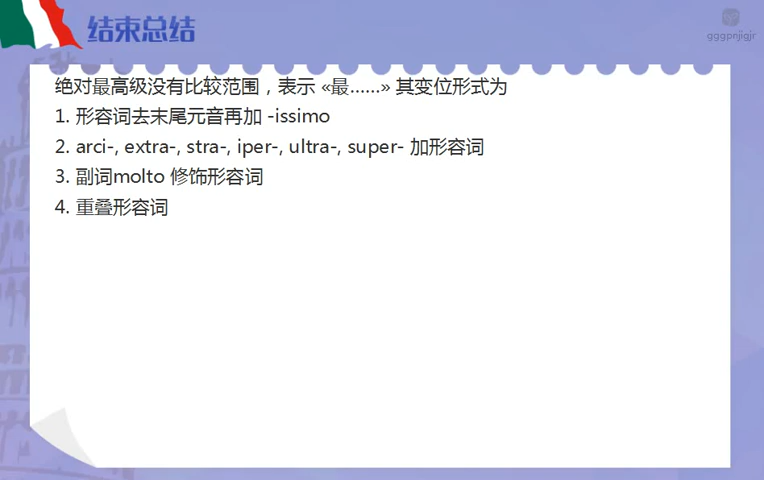 结束总结
gggpnjigjr
绝对最高级没有比较范围，表示 «最……» 其变位形式为
1. 形容词去末尾元音再加 -issimo
2. arci-, extra-, stra-, iper-, ultra-, super- 加形容词
3. 副词molto 修饰形容词
4. 重叠形容词